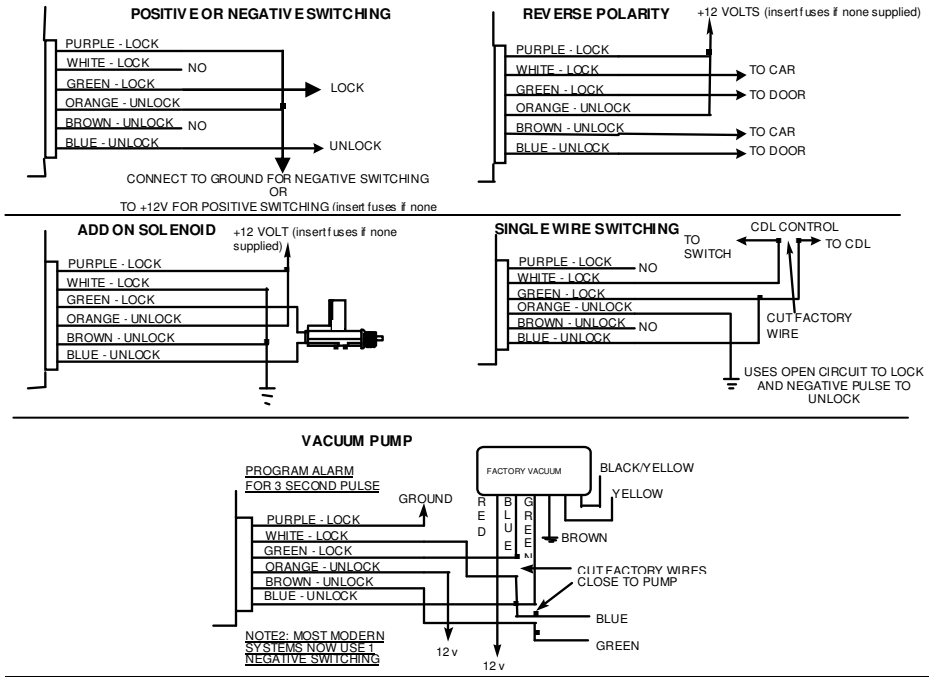 POSITIVE OR NEGATIVE SWITCHING
PURPLE - LOCK
WHITE - LOCK NO
GREEN - LOCK LOCK
ORANGE - UNLOCK
BROWN - UNLOCK NO
BLUE - UNLOCK UNLOCK
CONNECT TO GROUND FOR NEGATIVE SWITCHING
OR
TO +12V FOR POSITIVE SWITCHING (insert fuses if none
REVERSE POLARITY
+12 VOLTS (insert fuses if none supplied)
PURPLE - LOCK
WHITE - LOCK TO CAR
GREEN - LOCK TO DOOR
ORANGE - UNLOCK
BROWN - UNLOCK TO CAR
BLUE - UNLOCK TO DOOR
ADD ON SOLENOID
+12 VOLT (insert fuses if none
supplied)
PURPLE - LOCK
WHITE - LOCK
GREEN - LOCK
ORANGE - UNLOCK
BROWN - UNLOCK
BLUE - UNLOCK
SINGLE WIRE SWITCHING
CDL CONTROL
TO
SWITCH
TO CDL
PURPLE - LOCK NO
WHITE - LOCK
GREEN - LOCK
ORANGE - UNLOCK
BROWN - UNLOCK NO
BLUE - UNLOCK
CUT FACTORY
WIRE
USES OPEN CIRCUIT TO LOCK
AND NEGATIVE PULSE TO
UNLOCK
VACUUM PUMP
PROGRAM ALARM
FOR 3 SECOND PULSE
GROUND
PURPLE - LOCK
WHITE - LOCK
GREEN - LOCK
ORANGE - UNLOCK
BROWN - UNLOCK
BLUE - UNLOCK
NOTE2: MOST MODERN
SYSTEMS NOW USE 1
NEGATIVE SWITCHING
12 v
12 v
FACTORY VACUUM
RED
BLUE
GREEN
BLACK/YELLOW
YELLOW
BROWN
CUT FACTORY WIRES
CLOSE TO PUMP
BLUE
GREEN